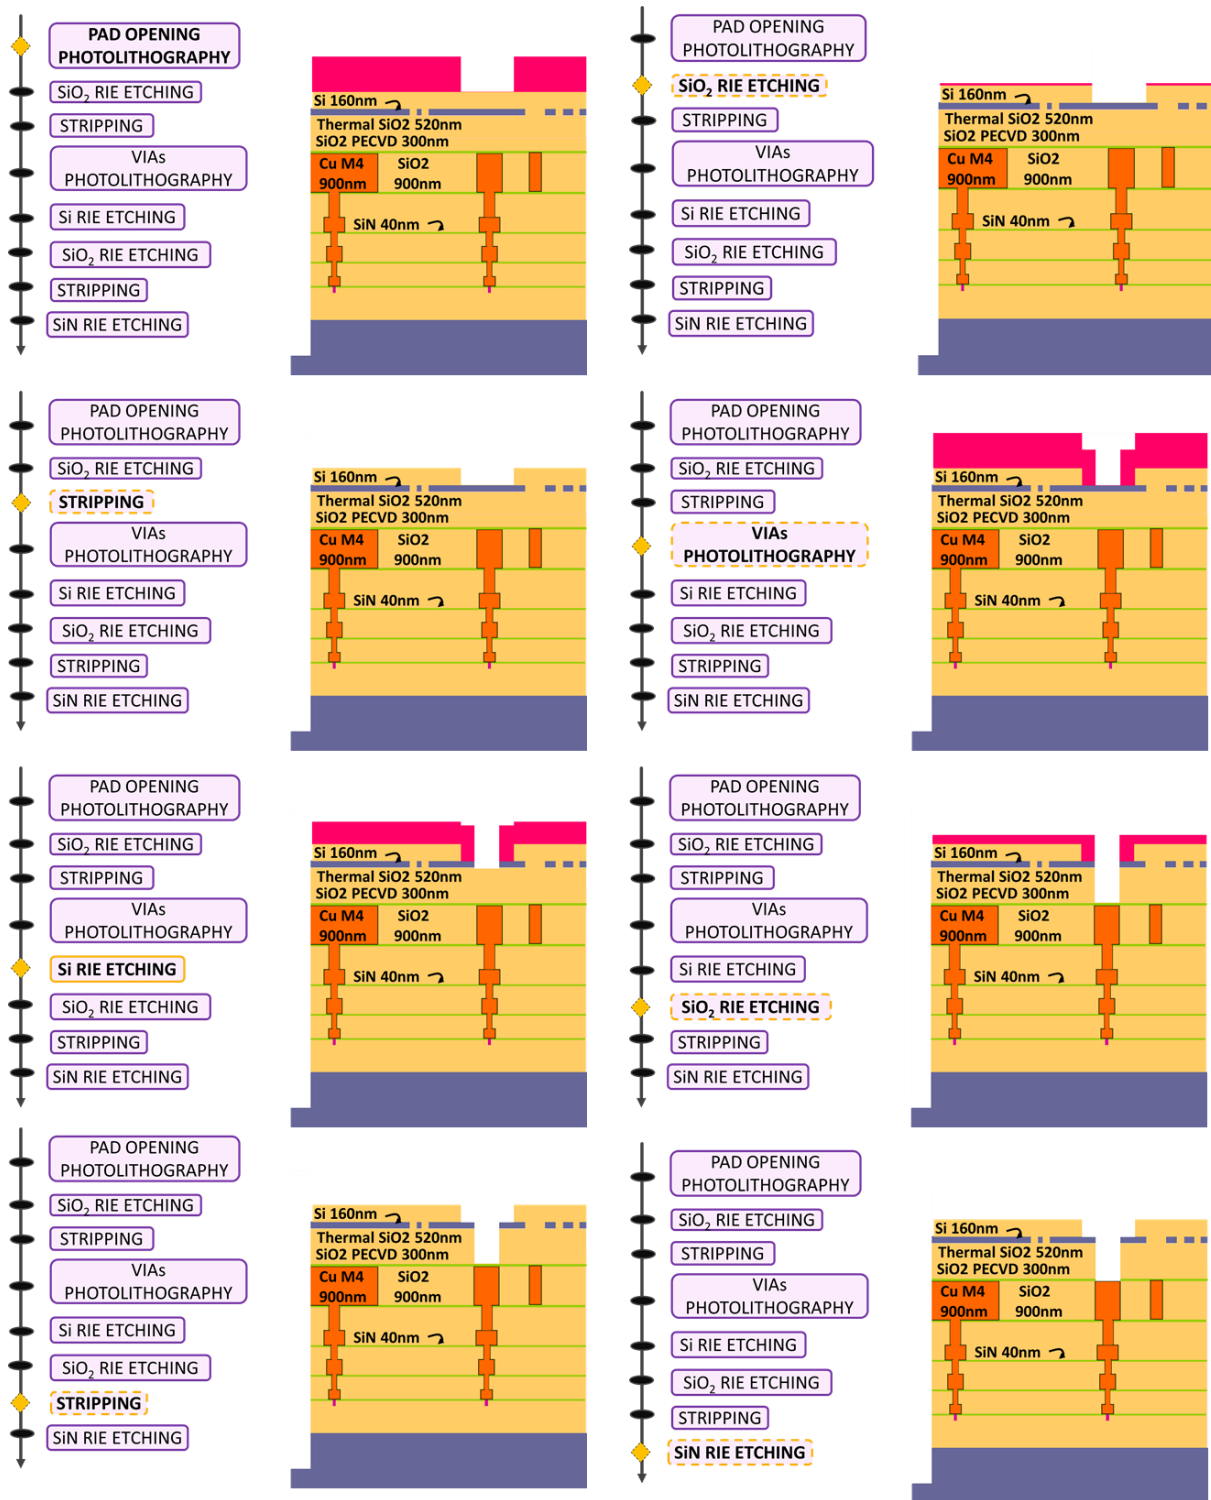 PAD OPENING
PHOTOLITHOGRAPHY
SiO2 RIE ETCHING
STRIPPING
VIAs
PHOTOLITHOGRAPHY
Si RIE ETCHING
SiO2 RIE ETCHING
STRIPPING
SiN RIE ETCHING
Si 160nm
Thermal SiO2 520nm
SiO2 PECVD 300nm
Cu M4 SiO2
900nm 900nm
SiN 40nm
PAD OPENING
PHOTOLITHOGRAPHY
SiO2 RIE ETCHING
STRIPPING
VIAs
PHOTOLITHOGRAPHY
Si RIE ETCHING
SiO2 RIE ETCHING
STRIPPING
SiN RIE ETCHING
Si 160nm
Thermal SiO2 520nm
SiO2 PECVD 300nm
Cu M4 SiO2
900nm 900nm
SiN 40nm
PAD OPENING
PHOTOLITHOGRAPHY
SiO2 RIE ETCHING
STRIPPING
VIAs
PHOTOLITHOGRAPHY
Si RIE ETCHING
SiO2 RIE ETCHING
STRIPPING
SiN RIE ETCHING
Si 160nm
Thermal SiO2 520nm
SiO2 PECVD 300nm
Cu M4 SiO2
900nm 900nm
SiN 40nm
PAD OPENING
PHOTOLITHOGRAPHY
SiO2 RIE ETCHING
STRIPPING
VIAs
PHOTOLITHOGRAPHY
Si RIE ETCHING
SiO2 RIE ETCHING
STRIPPING
SiN RIE ETCHING
Si 160nm
Thermal SiO2 520nm
SiO2 PECVD 300nm
Cu M4 SiO2
900nm 900nm
SiN 40nm
PAD OPENING
PHOTOLITHOGRAPHY
SiO2 RIE ETCHING
STRIPPING
VIAs
PHOTOLITHOGRAPHY
Si RIE ETCHING
SiO2 RIE ETCHING
STRIPPING
SiN RIE ETCHING
Si 160nm
Thermal SiO2 520nm
SiO2 PECVD 300nm
Cu M4 SiO2
900nm 900nm
SiN 40nm
PAD OPENING
PHOTOLITHOGRAPHY
SiO2 RIE ETCHING
STRIPPING
VIAs
PHOTOLITHOGRAPHY
Si RIE ETCHING
SiO2 RIE ETCHING
STRIPPING
SiN RIE ETCHING
Si 160nm
Thermal SiO2 520nm
SiO2 PECVD 300nm
Cu M4 SiO2
900nm 900nm
SiN 40nm
PAD OPENING
PHOTOLITHOGRAPHY
SiO2 RIE ETCHING
STRIPPING
VIAs
PHOTOLITHOGRAPHY
Si RIE ETCHING
SiO2 RIE ETCHING
STRIPPING
SiN RIE ETCHING
Si 160nm
Thermal SiO2 520nm
SiO2 PECVD 300nm
Cu M4 SiO2
900nm 900nm
SiN 40nm
PAD OPENING
PHOTOLITHOGRAPHY
SiO2 RIE ETCHING
STRIPPING
VIAs
PHOTOLITHOGRAPHY
Si RIE ETCHING
SiO2 RIE ETCHING
STRIPPING
SiN RIE ETCHING
Si 160nm
Thermal SiO2 520nm
SiO2 PECVD 300nm
Cu M4 SiO2
900nm 900nm
SiN 40nm